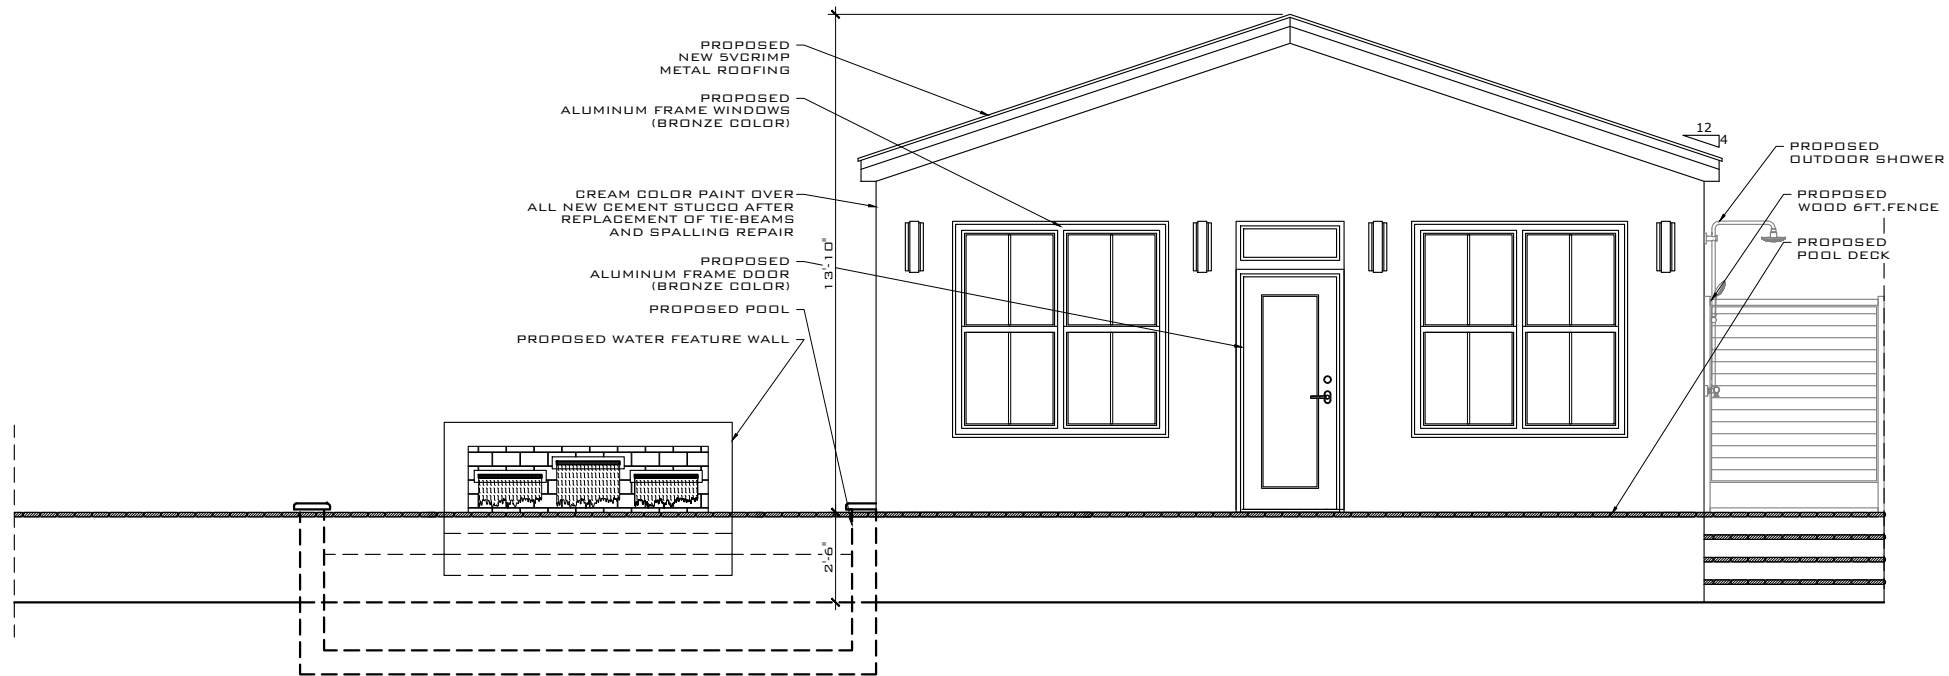 PROPOSED
NEW 5VCRIMP
METAL ROOFING
PROPOSED
ALUMINUM FRAME WINDOWS
(BRONZE COLOR)
CREAM COLOR PAINT OVER
ALL NEW CEMENT STUCCO AFTER
REPLACEMENT OF TIE-BEAMS
AND SPALLING REPAIR
PROPOSED
ALUMINUM FRAME DOOR
(BRONZE COLOR)
PROPOSED POOL
PROPOSED WATER FEATURE WALL
13'-10"
2'-6"
12
4
PROPOSED
OUTDOOR SHOWER
PROPOSED
WOOD 6FT.FENCE
PROPOSED
POOL DECK